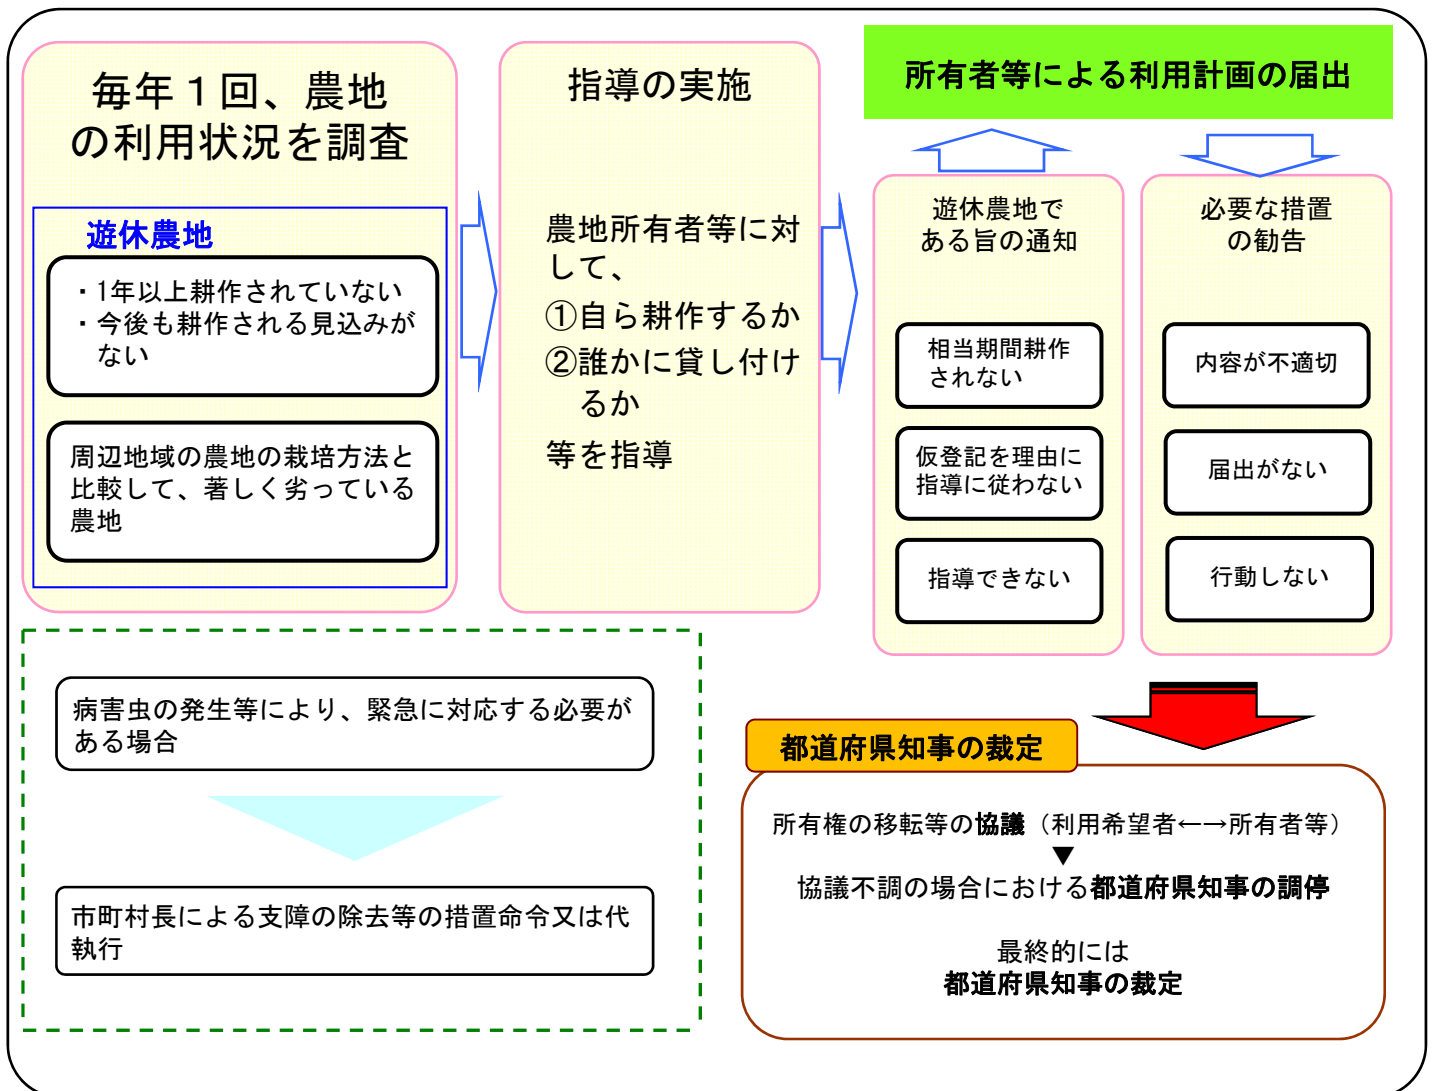 毎年１回、農地
の利用状況を調査
遊休農地
・1年以上耕作されていない
・今後も耕作される見込みが
ない
周辺地域の農地の栽培方法と
比較して、著しく劣っている
農地
指導の実施
農地所有者等に対
して、
①自ら耕作するか
②誰かに貸し付け
るか
等を指導
所有者等による利用計画の届出
遊休農地で
ある旨の通知
相当期間耕作
されない
仮登記を理由に
指導に従わない
指導できない
必要な措置
の勧告
内容が不適切
届出がない
行動しない
病害虫の発生等により、緊急に対応する必要が
ある場合
市町村長による支障の除去等の措置命令又は代
執行
都道府県知事の裁定
所有権の移転等の協議（利用希望者←→所有者等）
▼
協議不調の場合における都道府県知事の調停
最終的には
都道府県知事の裁定